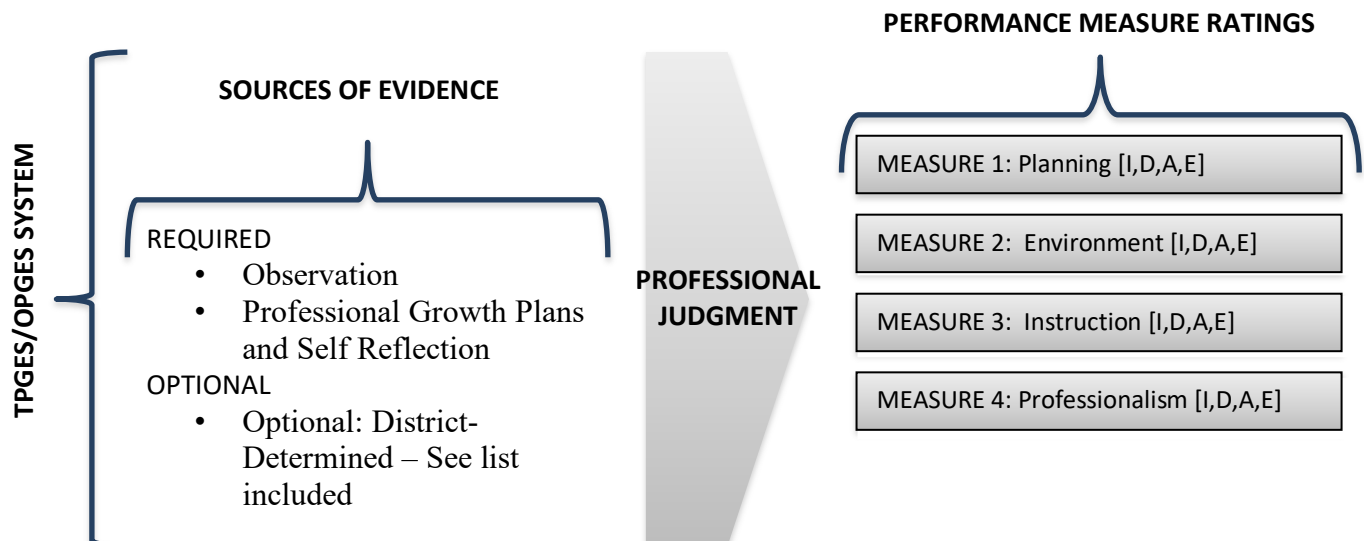 TPGES/OPGES SYSTEM
SOURCES OF EVIDENCE
REQUIRED
• Observation
• Professional Growth Plans
and Self Reflection
OPTIONAL
• Optional: District-
Determined – See list
included
PROFESSIONAL
JUDGMENT
PERFORMANCE MEASURE RATINGS
MEASURE 1: Planning [I,D,A,E]
MEASURE 2:  Environment [I,D,A,E]
MEASURE 3:  Instruction [I,D,A,E]
MEASURE 4: Professionalism [I,D,A,E]